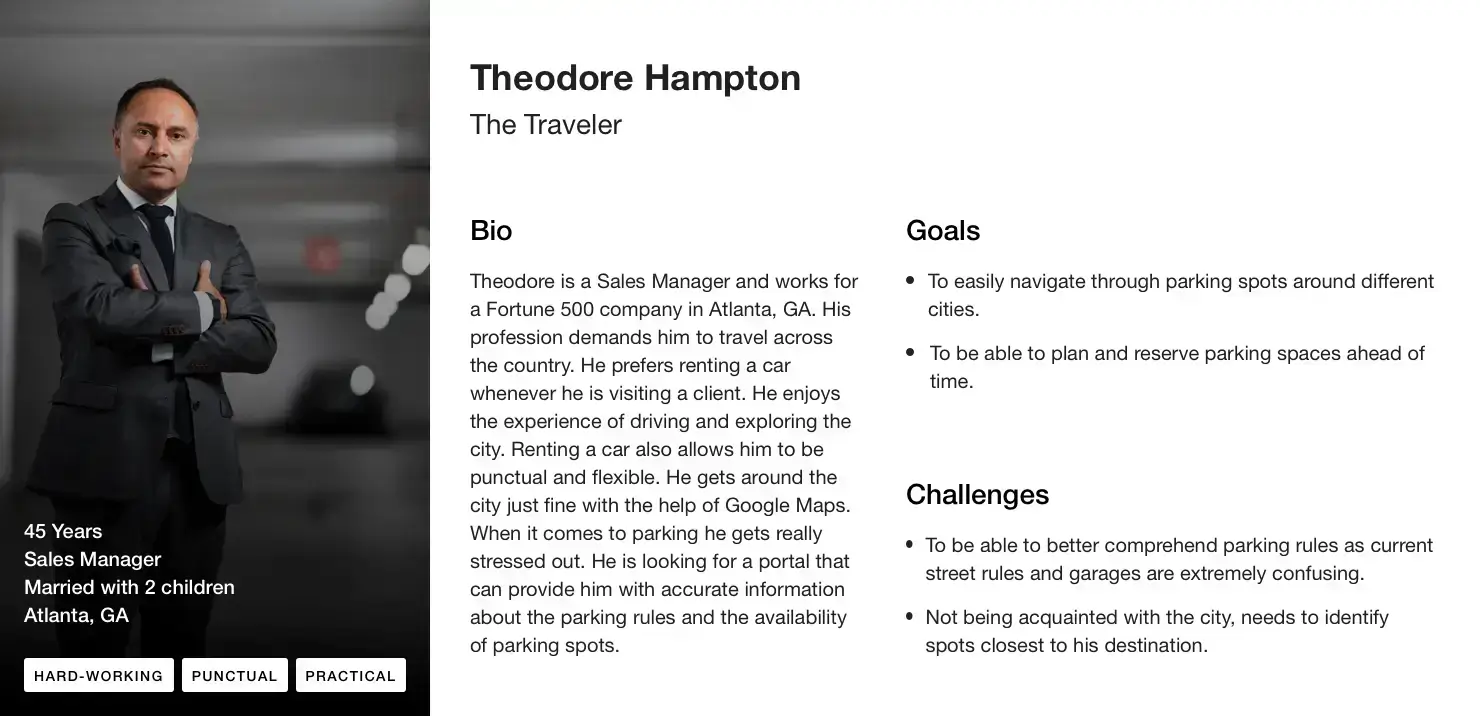 Theodore Hampton
The Traveler
45 Years
Sales Manager
Married with 2 children
Atlanta, GA
HARD-WORKING
PUNCTUAL
PRACTICAL
Bio
Theodore is a Sales Manager and works for
a Fortune 500 company in Atlanta, GA. His
profession demands him to travel across
the country. He prefers renting a car
whenever he is visiting a client. He enjoys
the experience of driving and exploring the
city. Renting a car also allows him to be
punctual and flexible. He gets around the
city just fine with the help of Google Maps.
When it comes to parking he gets really
stressed out. He is looking for a portal that
can provide him with accurate information
about the parking rules and the availability
of parking spots.
Goals
• To easily navigate through parking spots around different
cities.
• To be able to plan and reserve parking spaces ahead of
time.
Challenges
• To be able to better comprehend parking rules as current
street rules and garages are extremely confusing.
• Not being acquainted with the city, needs to identify
spots closest to his destination.